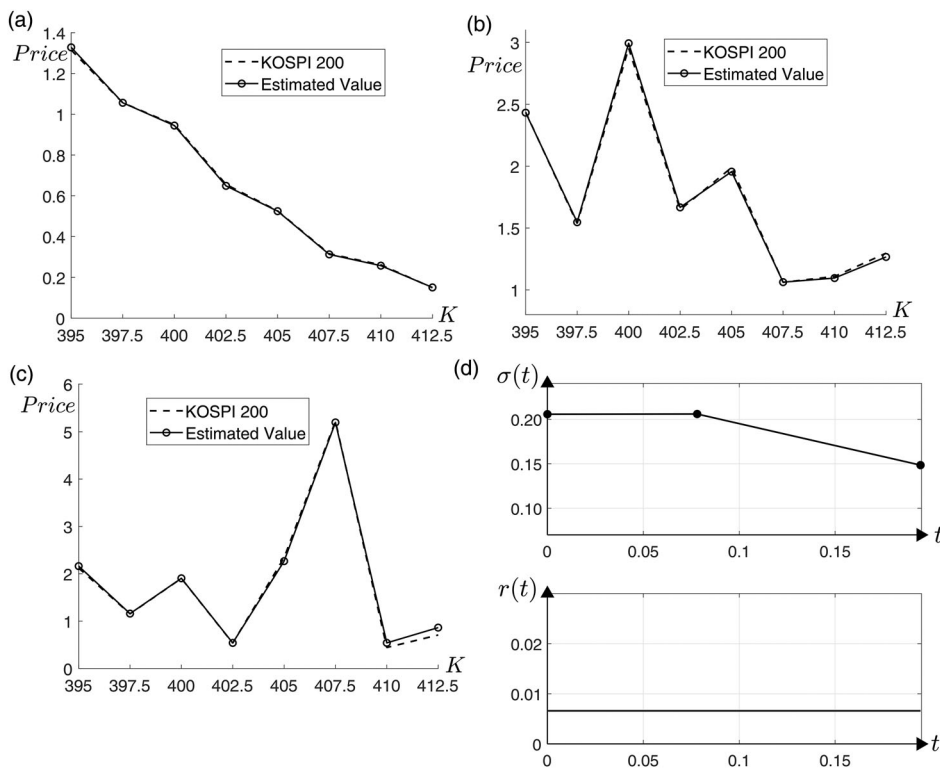 (a)
Price
1.4
1.2
1
0.8
0.6
0.4
0.2
0
KOSPI 200
Estimated Value
395 397.5 400 402.5 405 407.5 410 412.5
K
(b)
Price
3
2.5
2
1.5
1
KOSPI 200
Estimated Value
395 397.5 400 402.5 405 407.5 410 412.5
K
(c)
Price
6
5
4
3
2
1
0
KOSPI 200
Estimated Value
395 397.5 400 402.5 405 407.5 410 412.5
K
(d)
σ(t)
0.20
0.15
0.10
0 0.05 0.1 0.15
t
r(t)
0.02
0.01
0
0 0.05 0.1 0.15
t